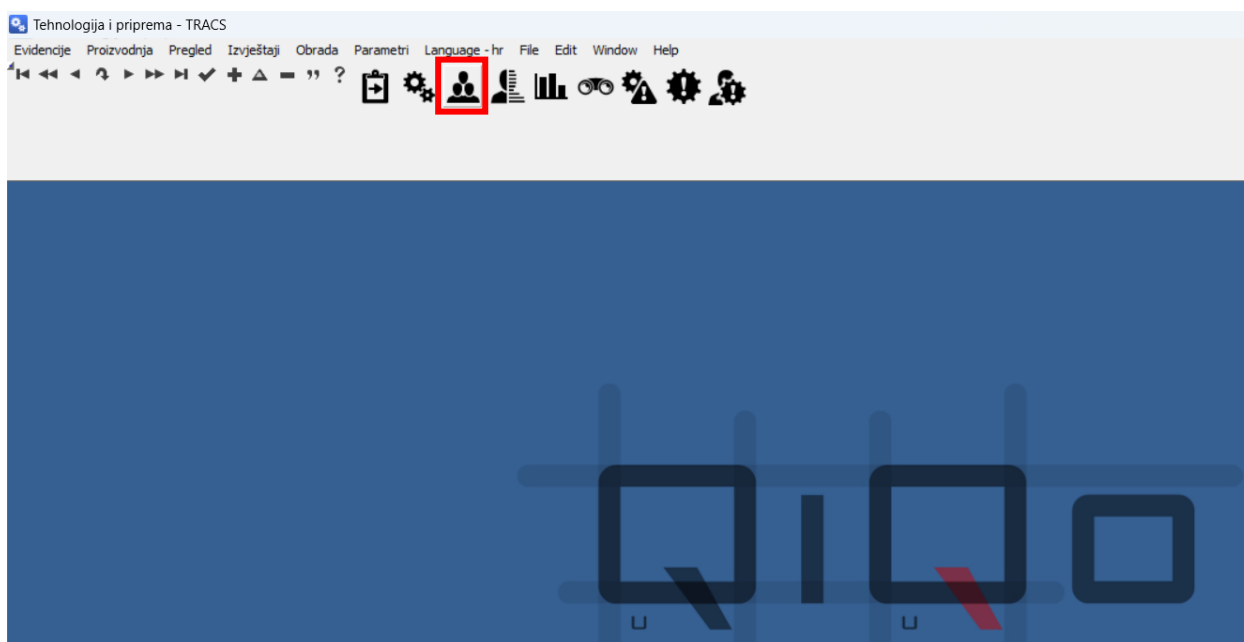 Tehnologija i priprema - TRACS
Evidencije Proizvodnja Pregled Izvještaji Obrada Parametri Language - hr File Edit Window Help
” ?
QiQo
U U